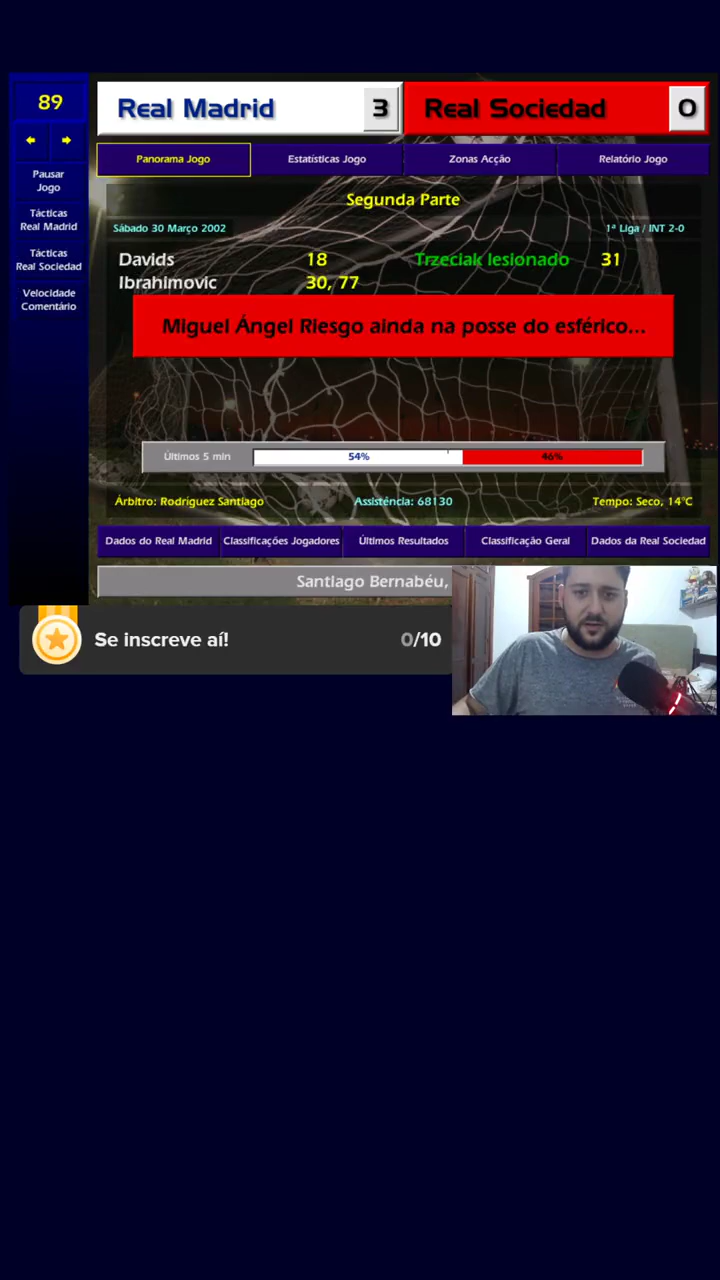 89
Real Madrid 3 Real Sociedad 0
Panorama Jogo Estatísticas Jogo Zonas Acção Relatório Jogo
Pausar
Jogo
Tácticas
Real Madrid
Tácticas
Real Sociedad
Velocidade
Comentário
Segunda Parte
Sábado 30 Março 2002 1ª Liga / INT 2-0
Davids 18 Trzeciak lesionado 31
Ibrahimovic 30, 77
Miguel Ángel Riesgo ainda na posse do esférico...
Últimos 5 min 54% 46%
Árbitro: Rodríguez Santiago Assistência: 68130 Tempo: Seco, 14°C
Dados do Real Madrid Classificações Jogadores Últimos Resultados Classificação Geral Dados da Real Sociedad
Santiago Bernabéu,
Se inscreve aí! 0/10